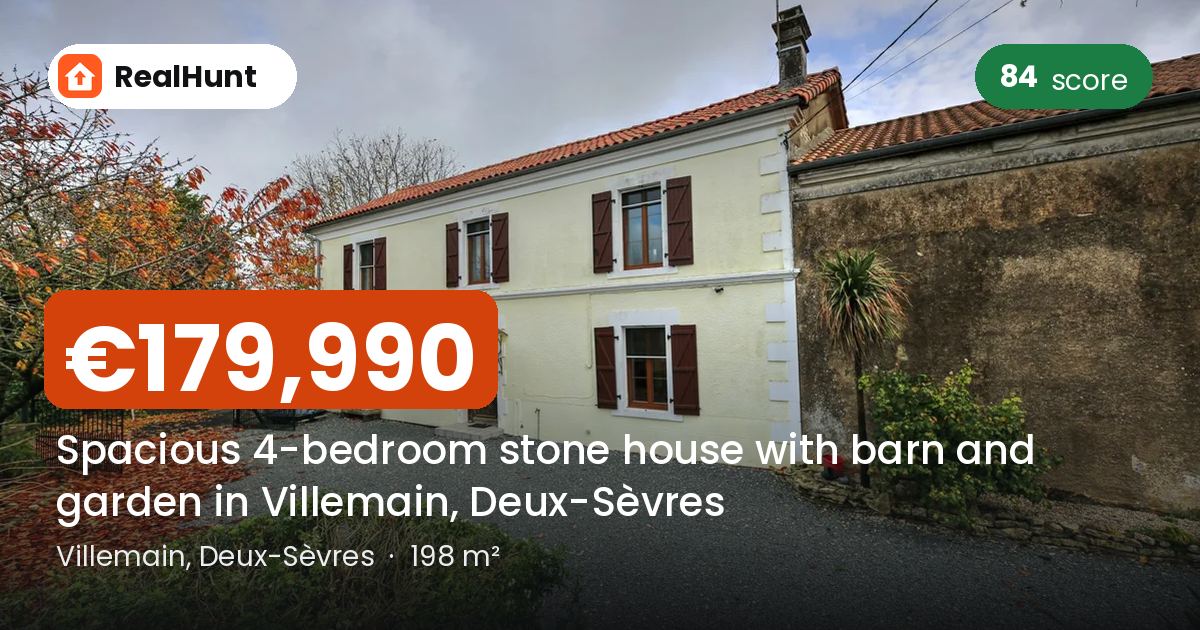 RealHunt
84 score
€179,990
Spacious 4-bedroom stone house with barn and
garden in Villemain, Deux-Sèvres
Villemain, Deux-Sèvres · 198 m²